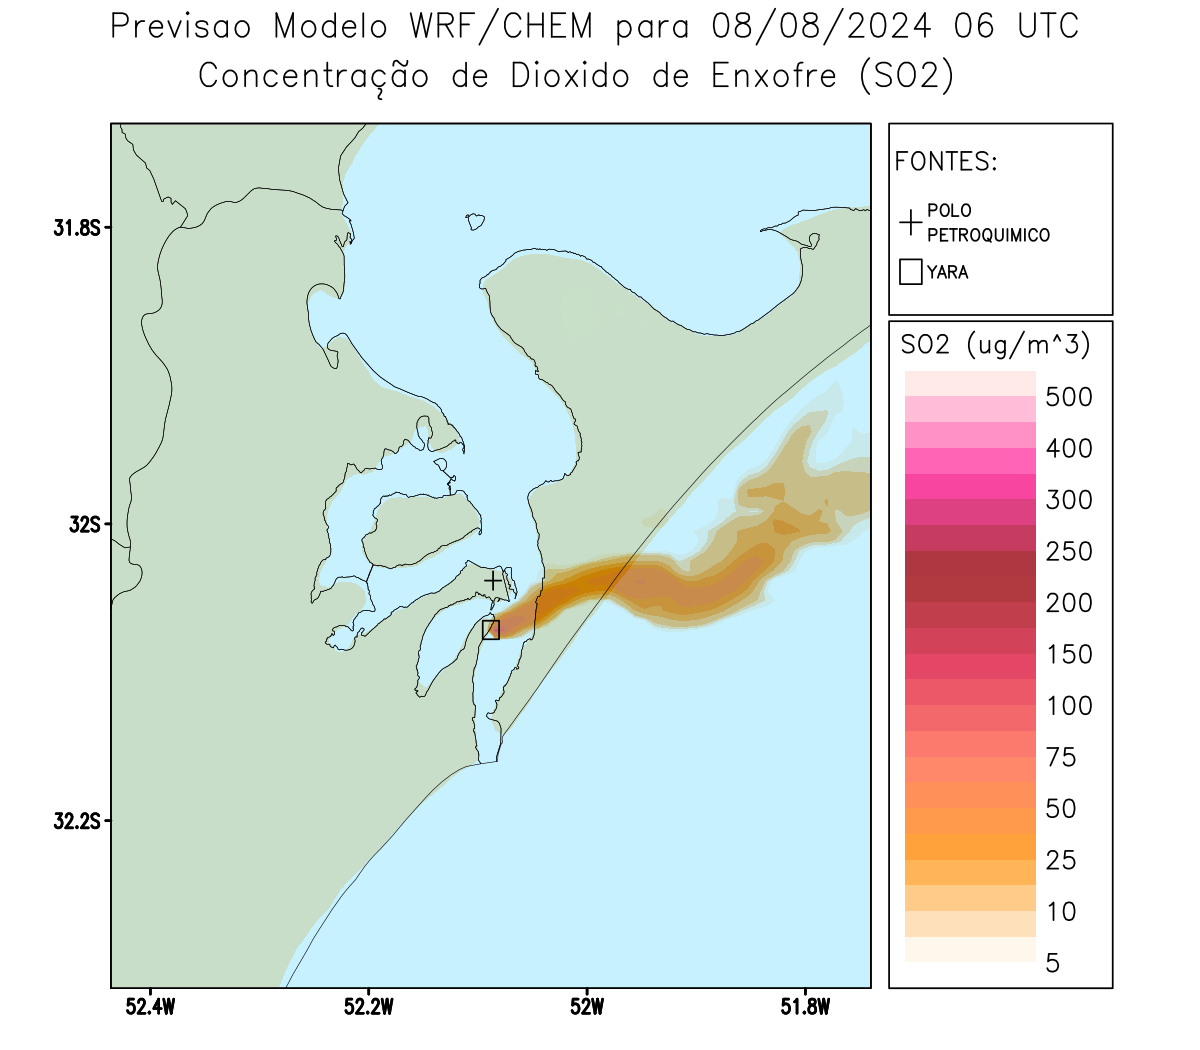 Previsao Modelo WRF/CHEM para 08/08/2024 06 UTC
Concentração de Dioxido de Enxofre (SO2)
FONTES:
POLO
PETROQUIMICO
YARA
31.8S
32S
32.2S
52.4W
52.2W
52W
51.8W
SO2 (ug/m^3)
500
400
300
250
200
150
100
75
50
25
10
5